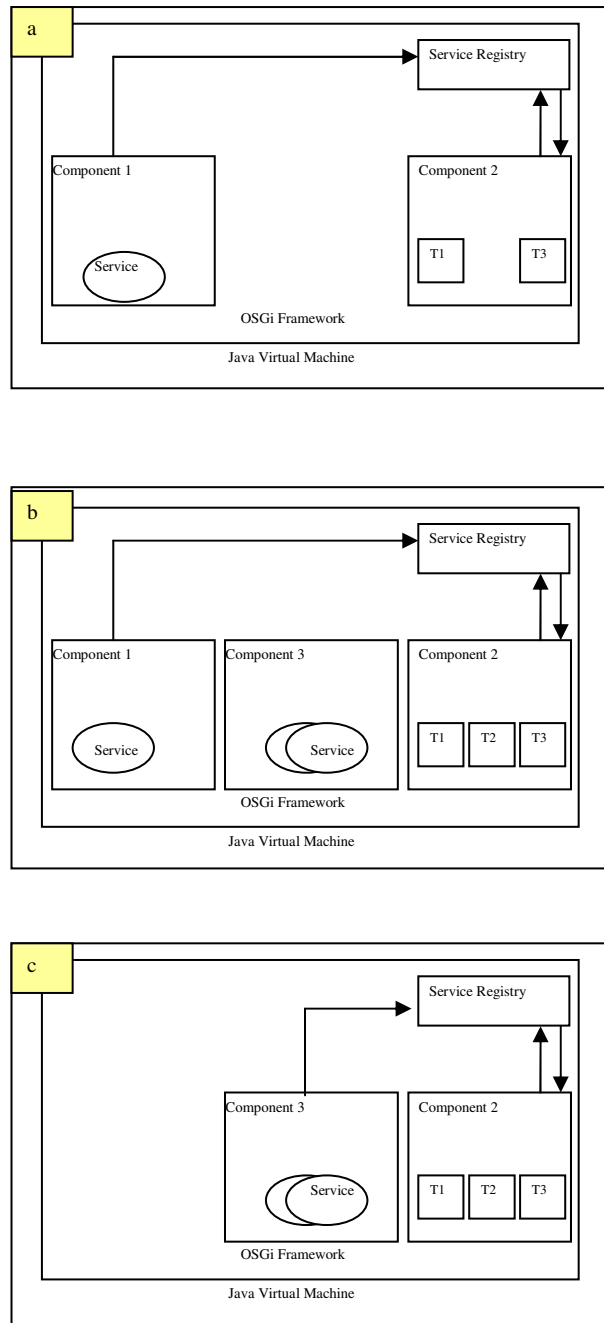 a
Service Registry
Component 1
Component 2
T1
T3
Service
OSGi Framework
Java Virtual Machine
b
Service Registry
Component 1
Component 3
Component 2
T1
T2
T3
Service
Service
OSGi Framework
Java Virtual Machine
c
Service Registry
Component 3
Component 2
T1
T2
T3
Service
OSGi Framework
Java Virtual Machine